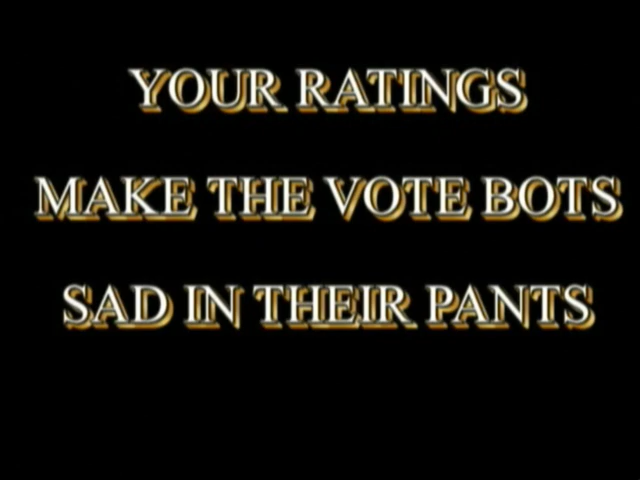 YOUR RATINGS
MAKE THE VOTE BOTS
SAD IN THEIR PANTS